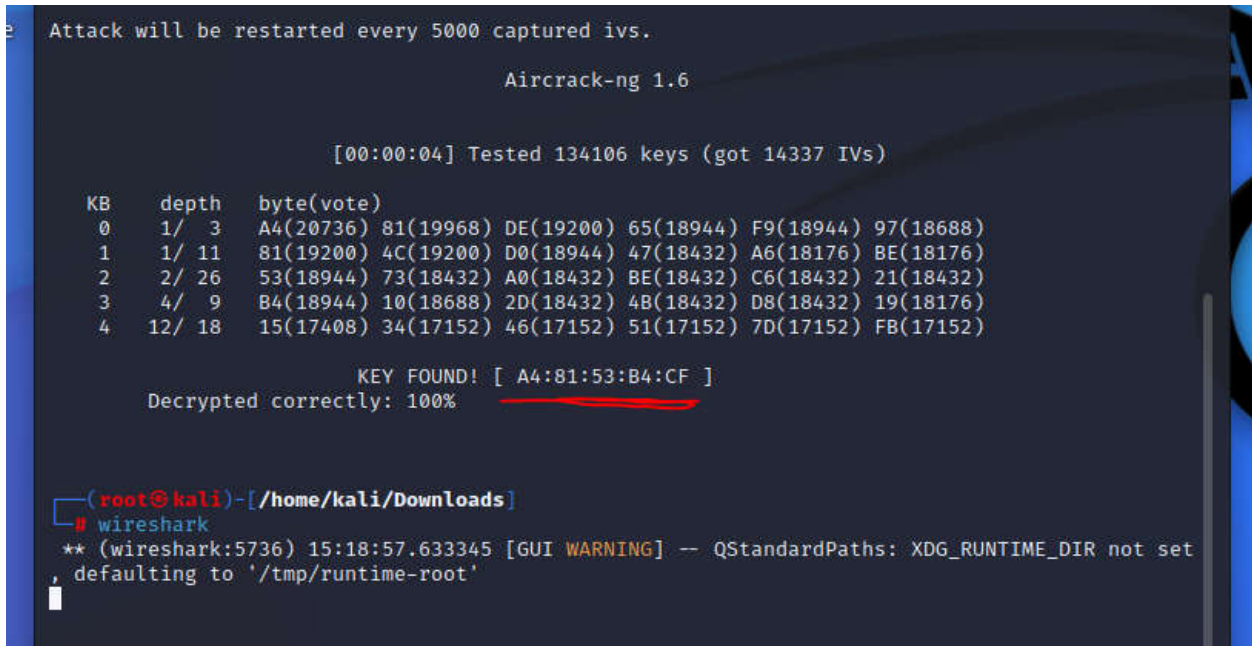 Attack will be restarted every 5000 captured ivs.
Aircrack-ng 1.6
[00:00:04] Tested 134106 keys (got 14337 IVs)
KB depth byte(vote)
0 1/ 3 A4(20736) 81(19968) DE(19200) 65(18944) F9(18944) 97(18688)
1 1/ 11 81(19200) 4C(19200) D0(18944) 47(18432) A6(18176) BE(18176)
2 2/ 26 53(18944) 73(18432) A0(18432) BE(18432) C6(18432) 21(18432)
3 4/ 9 B4(18944) 10(18688) 2D(18432) 4B(18432) D8(18432) 19(18176)
4 12/ 18 15(17408) 34(17152) 46(17152) 51(17152) 7D(17152) FB(17152)
KEY FOUND! [ A4:81:53:B4:CF ]
Decrypted correctly: 100%
┌──(root㉿kali)-[/home/kali/Downloads]
└─# wireshark
** (wireshark:5736) 15:18:57.633345 [GUI WARNING] -- QStandardPaths: XDG_RUNTIME_DIR not set
, defaulting to '/tmp/runtime-root'